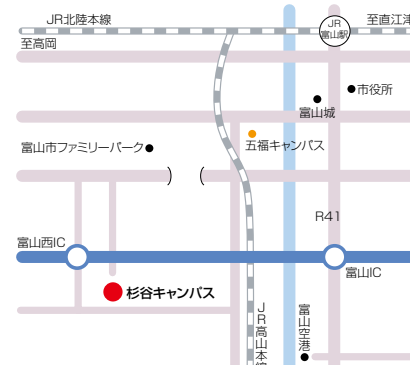 JR北陸本線
JR
富山駅
至直江津
至高岡
市役所
富山城
五福キャンパス
富山市ファミリーパーク
R41
富山西IC
富山IC
杉谷キャンパス
JR高山本線
富山空港